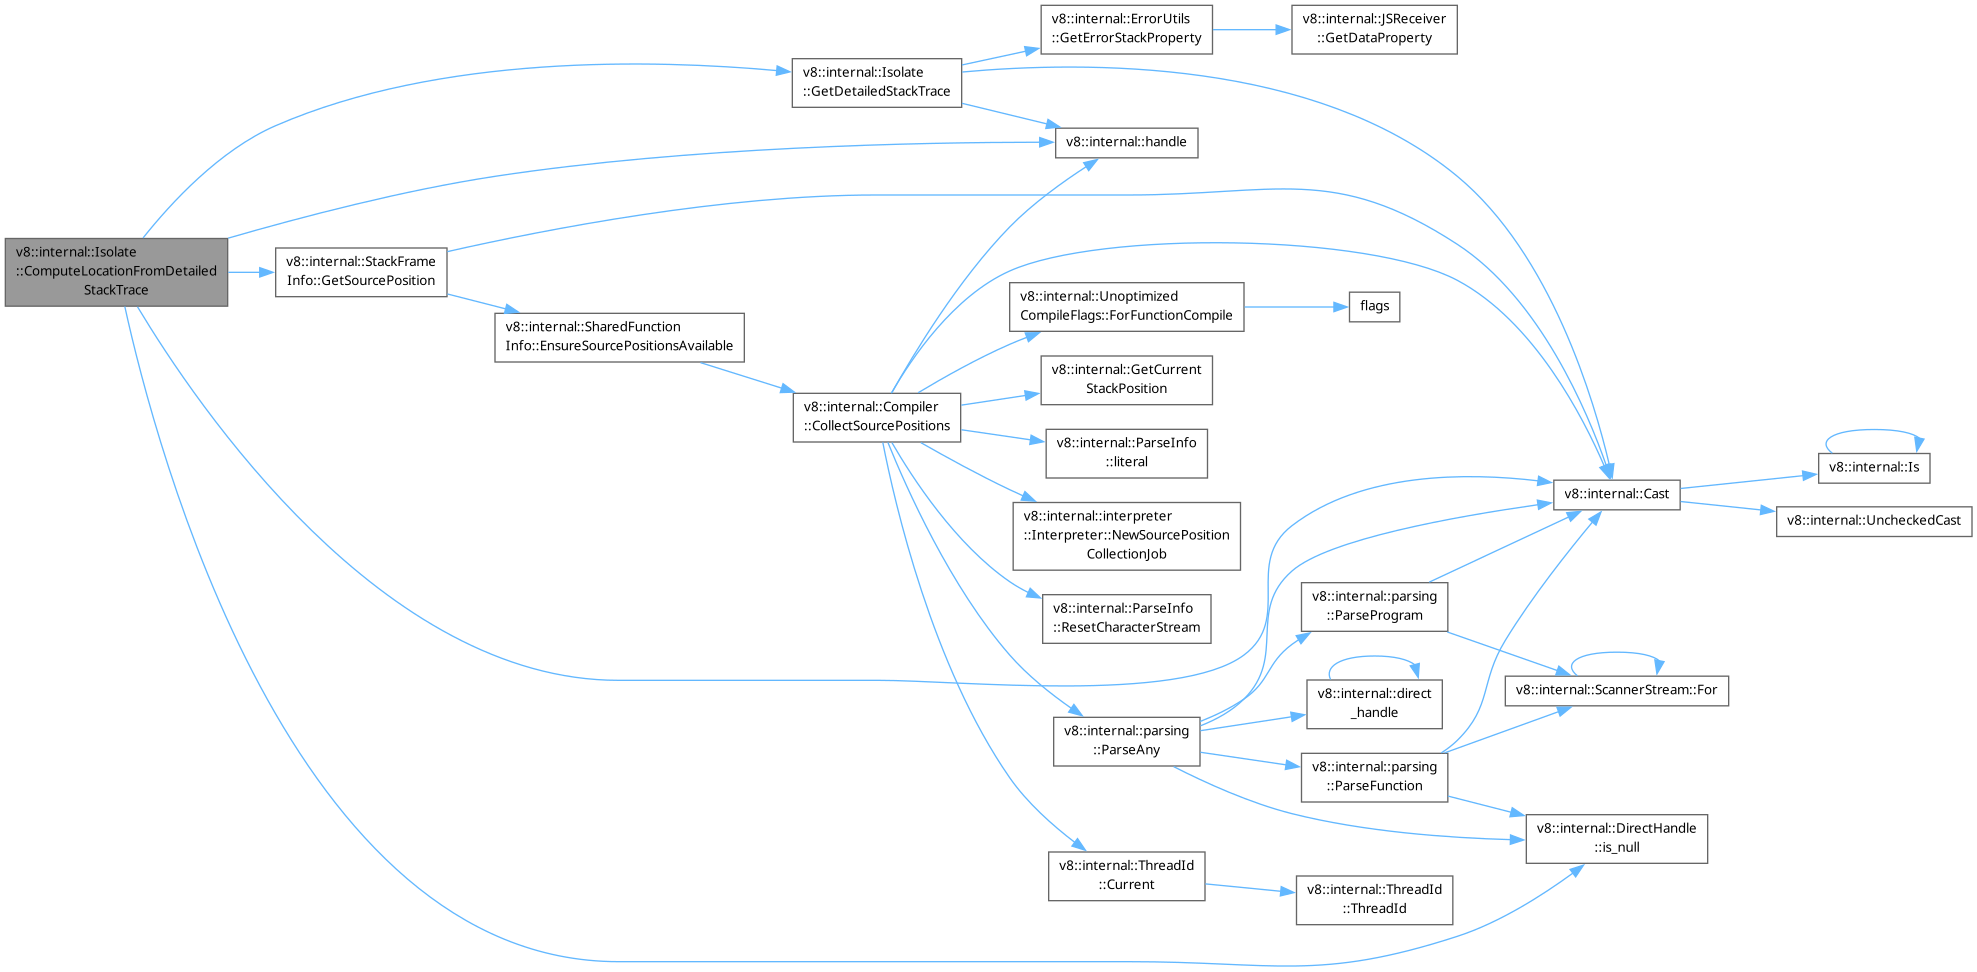 v8::internal::ErrorUtils
::GetErrorStackProperty
v8::internal::JSReceiver
::GetDataProperty
v8::internal::Isolate
::GetDetailedStackTrace
v8::internal::handle
v8::internal::Isolate
::ComputeLocationFromDetailed
StackTrace
v8::internal::StackFrame
Info::GetSourcePosition
v8::internal::SharedFunction
Info::EnsureSourcePositionsAvailable
v8::internal::Unoptimized
CompileFlags::ForFunctionCompile
flags
v8::internal::GetCurrent
StackPosition
v8::internal::Compiler
::CollectSourcePositions
v8::internal::ParseInfo
::literal
v8::internal::Is
v8::internal::Cast
v8::internal::UncheckedCast
v8::internal::interpreter
::Interpreter::NewSourcePosition
CollectionJob
v8::internal::ParseInfo
::ResetCharacterStream
v8::internal::parsing
::ParseProgram
v8::internal::direct
_handle
v8::internal::ScannerStream::For
v8::internal::parsing
::ParseAny
v8::internal::parsing
::ParseFunction
v8::internal::DirectHandle
::is_null
v8::internal::ThreadId
::Current
v8::internal::ThreadId
::ThreadId